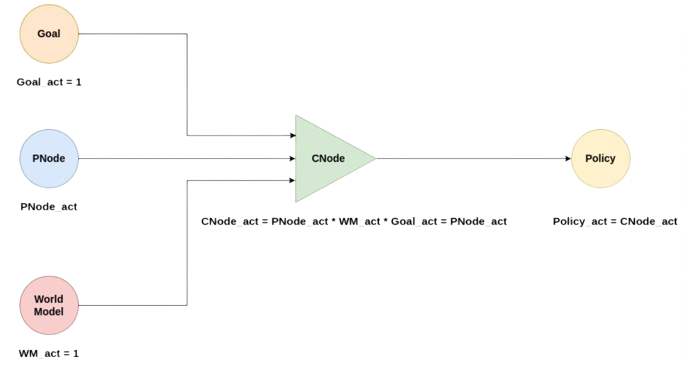 Goal
Goal_act = 1
PNode
PNode_act
World
Model
WM_act = 1
CNode
CNode_act = PNode_act * WM_act * Goal_act = PNode_act
Policy
Policy_act = CNode_act